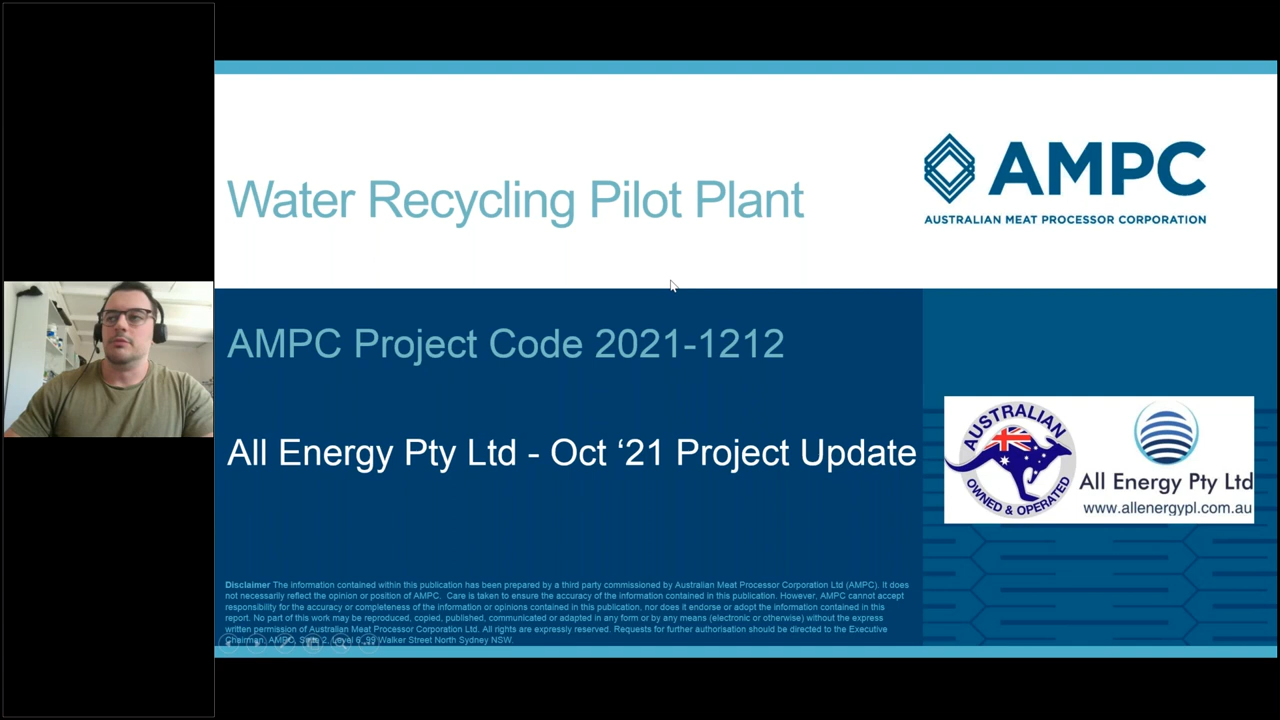 Water Recycling Pilot Plant
AMPC
AUSTRALIAN MEAT PROCESSOR CORPORATION
AMPC Project Code 2021-1212
All Energy Pty Ltd - Oct ‘21 Project Update
AUSTRALIAN
OWNED & OPERATED
All Energy Pty Ltd
www.allenergypl.com.au
Disclaimer The information contained within this publication has been prepared by a third party commissioned by Australian Meat Processor Corporation Ltd (AMPC). It does
not necessarily reflect the opinion or position of AMPC. Care is taken to ensure the accuracy of the information contained in this publication. However, AMPC cannot accept
responsibility for the accuracy or completeness of the information or opinions contained in this publication, nor does it endorse or adopt the information contained in this
report. No part of this work may be reproduced, copied, published, communicated or adapted in any form or by any means (electronic or otherwise) without the express
written permission of Australian Meat Processor Corporation Ltd. All rights are expressly reserved. Requests for further authorisation should be directed to the Executive
Chairman, AMPC, Suite 2, Level 6, 99 Walker Street North Sydney NSW.